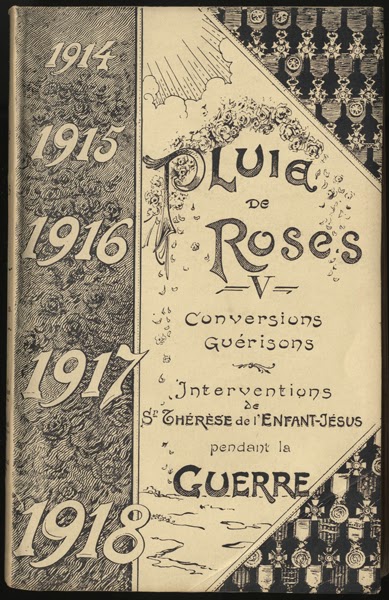 1914
1915
1916
1917
1918
Pluie
de
Roses
V
Conversions
Guérisons
Interventions
de
Ste Thérèse de l'Enfant-Jésus
pendant la
Guerre